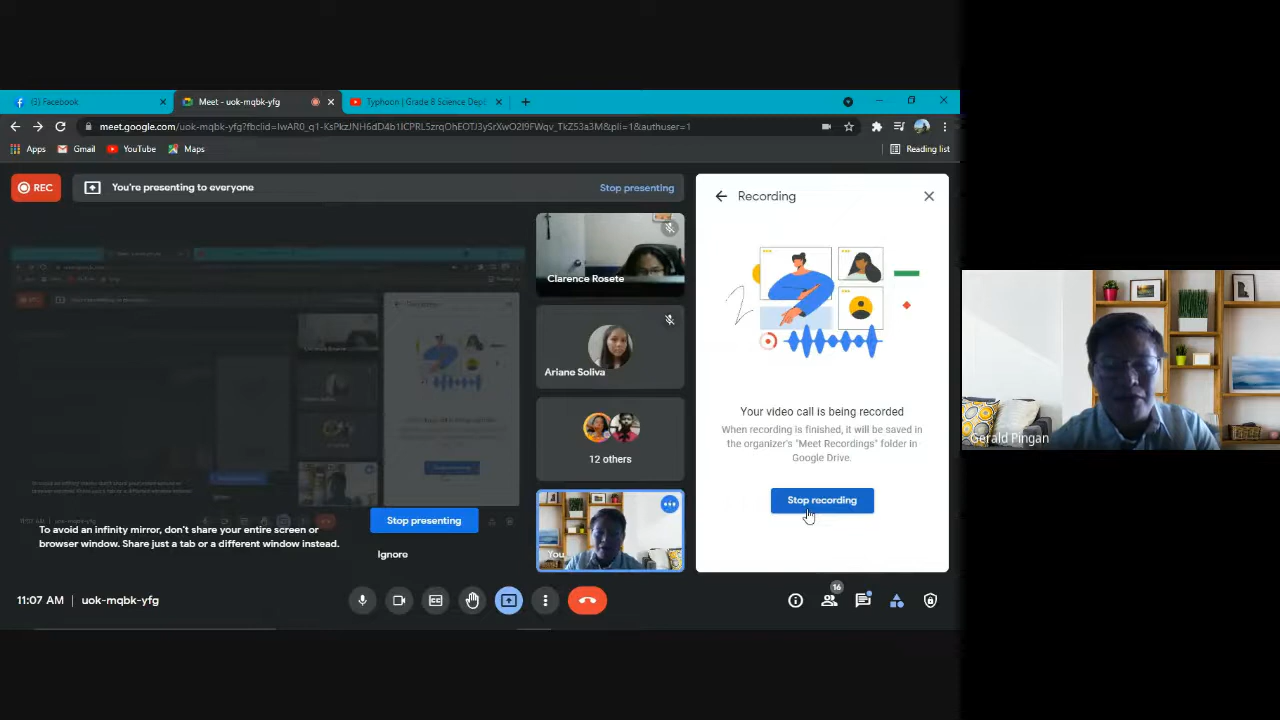 (3) Facebook
Meet - uok-mqbk-yfg
Typhoon | Grade 8 Science Dept
meet.google.com/uok-mqbk-yfg?fbclid=IwAR0_q1-KsPkzJNH6dD4b1ICPRLSzrqOhEOTJ3ySrXwO2I9FWqv_TkZ53a3M&pli=1&authuser=1
Apps
Gmail
YouTube
Maps
Reading list
REC
You're presenting to everyone
Stop presenting
Recording
Clarence Rosete
Ariane Soliva
12 others
You
Your video call is being recorded
When recording is finished, it will be saved in
the organizer's "Meet Recordings" folder in
Google Drive.
Stop recording
To avoid an infinity mirror, don't share your entire screen or
browser window. Share just a tab or a different window instead.
Stop presenting
Ignore
11:07 AM | uok-mqbk-yfg
16
Gerald Pingan